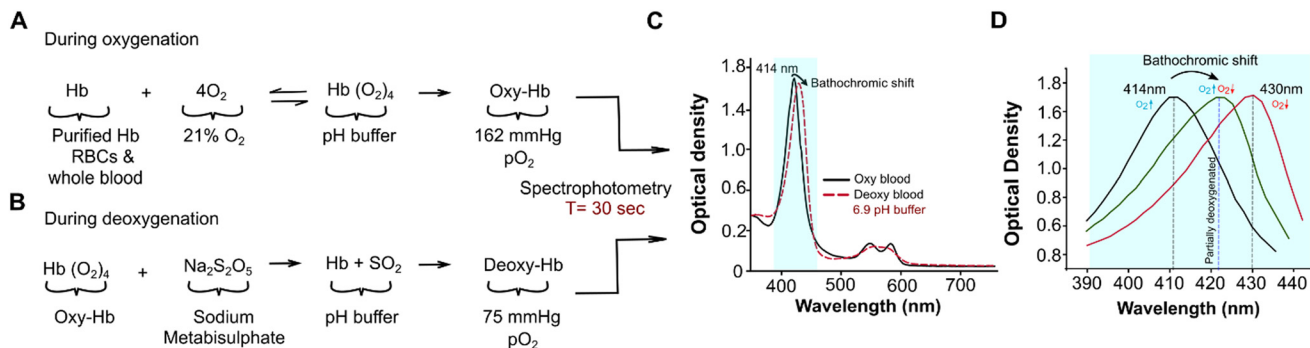 A
During oxygenation
Hb + 4O₂ Hb (O₂)₄ → Oxy-Hb
Purified Hb 21% O₂ pH buffer 162 mmHg
RBCs & pO₂
whole blood
Spectrophotometry
T= 30 sec
B
During deoxygenation
Hb (O₂)₄ + Na₂S₂O₅ → Hb + SO₂ → Deoxy-Hb
Oxy-Hb Sodium pH buffer 75 mmHg
Metabisulphate pO₂
C
414 nm
Bathochromic shift
Oxy blood
Deoxy blood
6.9 pH buffer
Optical density
1.8
1.4
1.0
0.6
0.2
0
400 500 600 700
Wavelength (nm)
D
Bathochromic shift
414nm O₂↑ O₂↓ 430nm
O₂↑ O₂↓
Partially deoxygenated
Optical Density
1.8
1.6
1.2
1.0
0.6
0.8
390 400 410 420 430 440
Wavelength (nm)